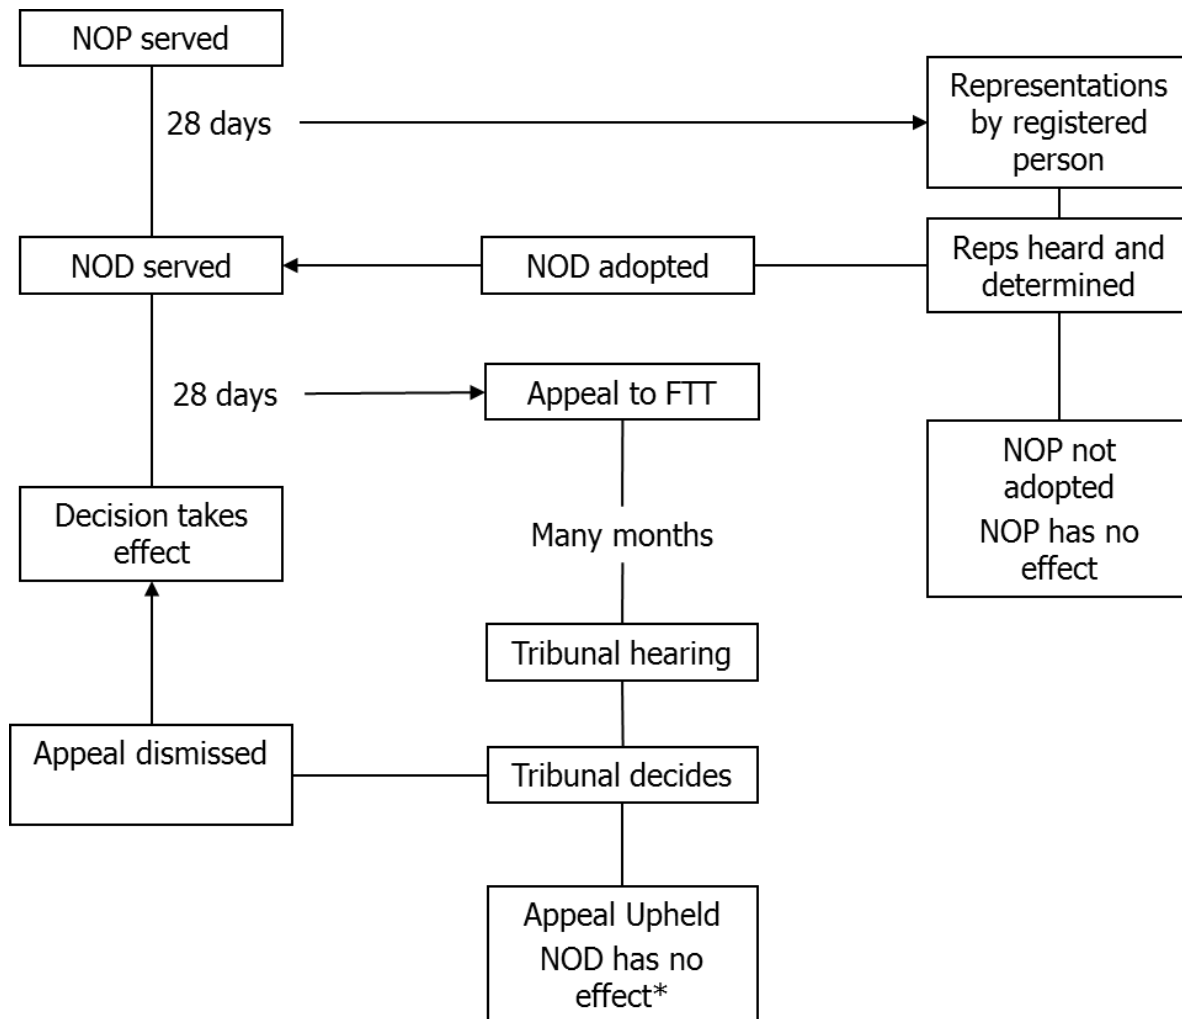 NOP served
28 days
Representations
by registered
person
NOD served
NOD adopted
Reps heard and
determined
28 days
Appeal to FTT
NOP not
adopted
NOP has no
effect
Decision takes
effect
Many months
Tribunal hearing
Appeal dismissed
Tribunal decides
Appeal Upheld
NOD has no
effect*